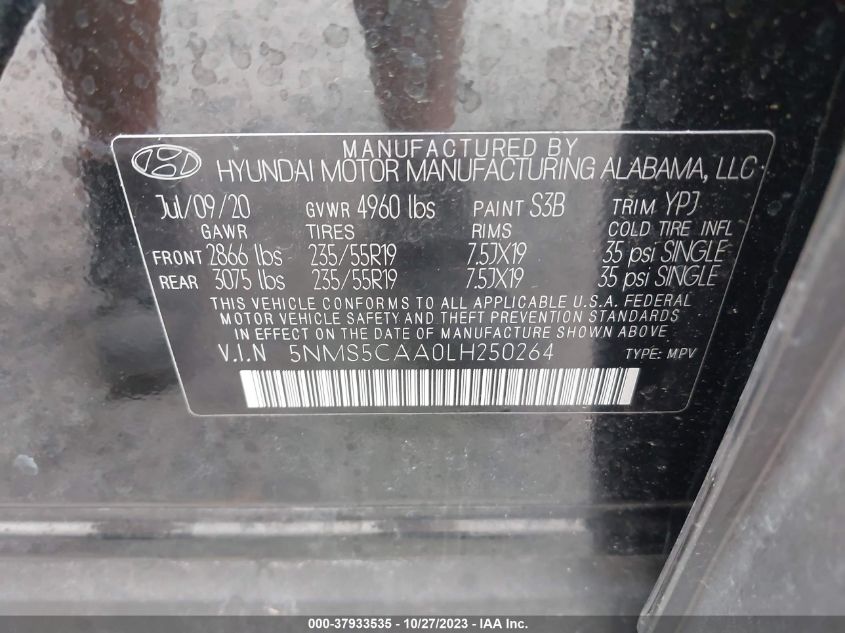 MANUFACTURED BY
HYUNDAI MOTOR MANUFACTURING ALABAMA, LLC
Jul/09/20 GVWR 4960 lbs PAINT S3B TRIM YPJ
GAWR TIRES RIMS COLD TIRE INFL
FRONT 2866 lbs 235/55R19 7.5JX19 35 psi SINGLE
REAR 3075 lbs 235/55R19 7.5JX19 35 psi SINGLE
THIS VEHICLE CONFORMS TO ALL APPLICABLE U.S.A. FEDERAL
MOTOR VEHICLE SAFETY AND THEFT PREVENTION STANDARDS
IN EFFECT ON THE DATE OF MANUFACTURE SHOWN ABOVE.
V.I.N 5NMS5CAA0LH250264 TYPE: MPV
000-37933535 - 10/27/2023 - IAA Inc.